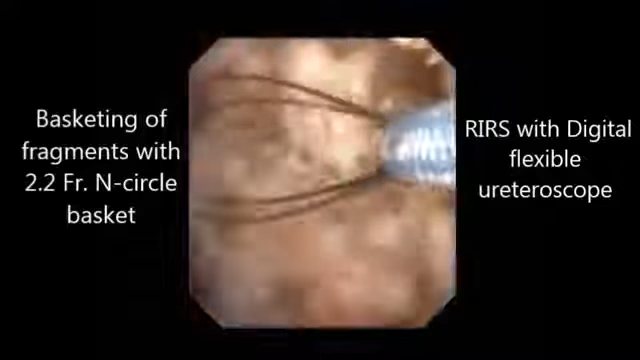 Basketing of
fragments with
2.2 Fr. N-circle
basket
RIRS with Digital
flexible
ureteroscope